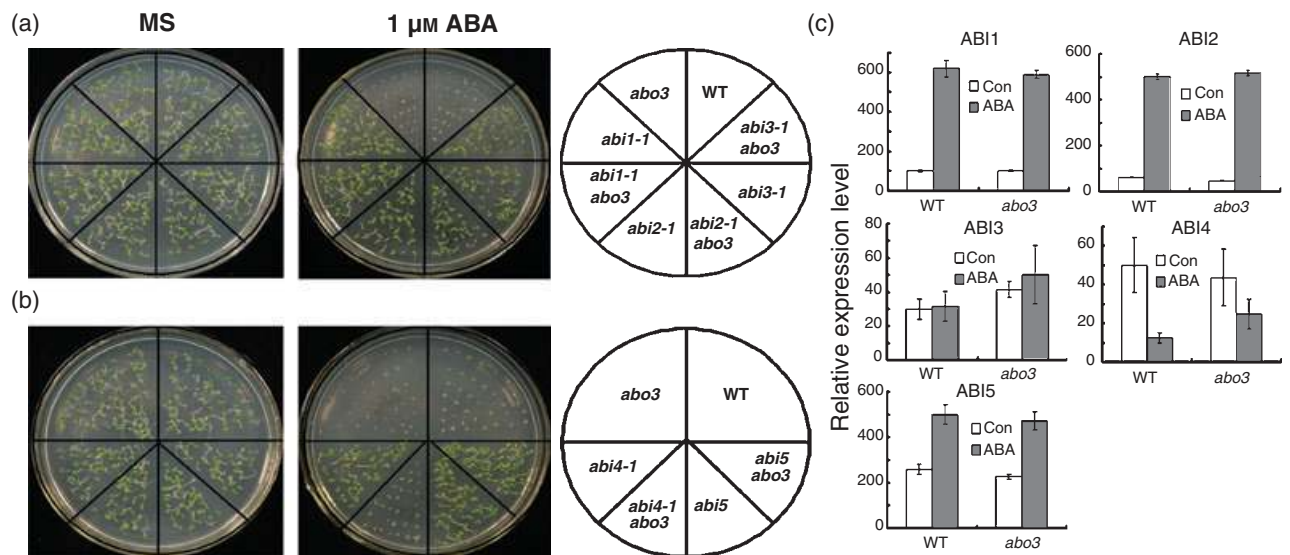 (a)
MS
1 µM ABA
abo3
WT
abi1-1
abi3-1
abo3
abi1-1
abo3
abi3-1
abi2-1
abi2-1
abo3
(b)
abo3
WT
abi4-1
abi5
abo3
abi4-1
abo3
abi5
(c)
Relative expression level
ABI1
600
400
200
0
Con
ABA
WT
abo3
ABI2
600
400
200
0
Con
ABA
WT
abo3
ABI3
80
60
40
20
0
Con
ABA
WT
abo3
ABI4
60
40
20
0
Con
ABA
WT
abo3
ABI5
600
400
200
0
Con
ABA
WT
abo3